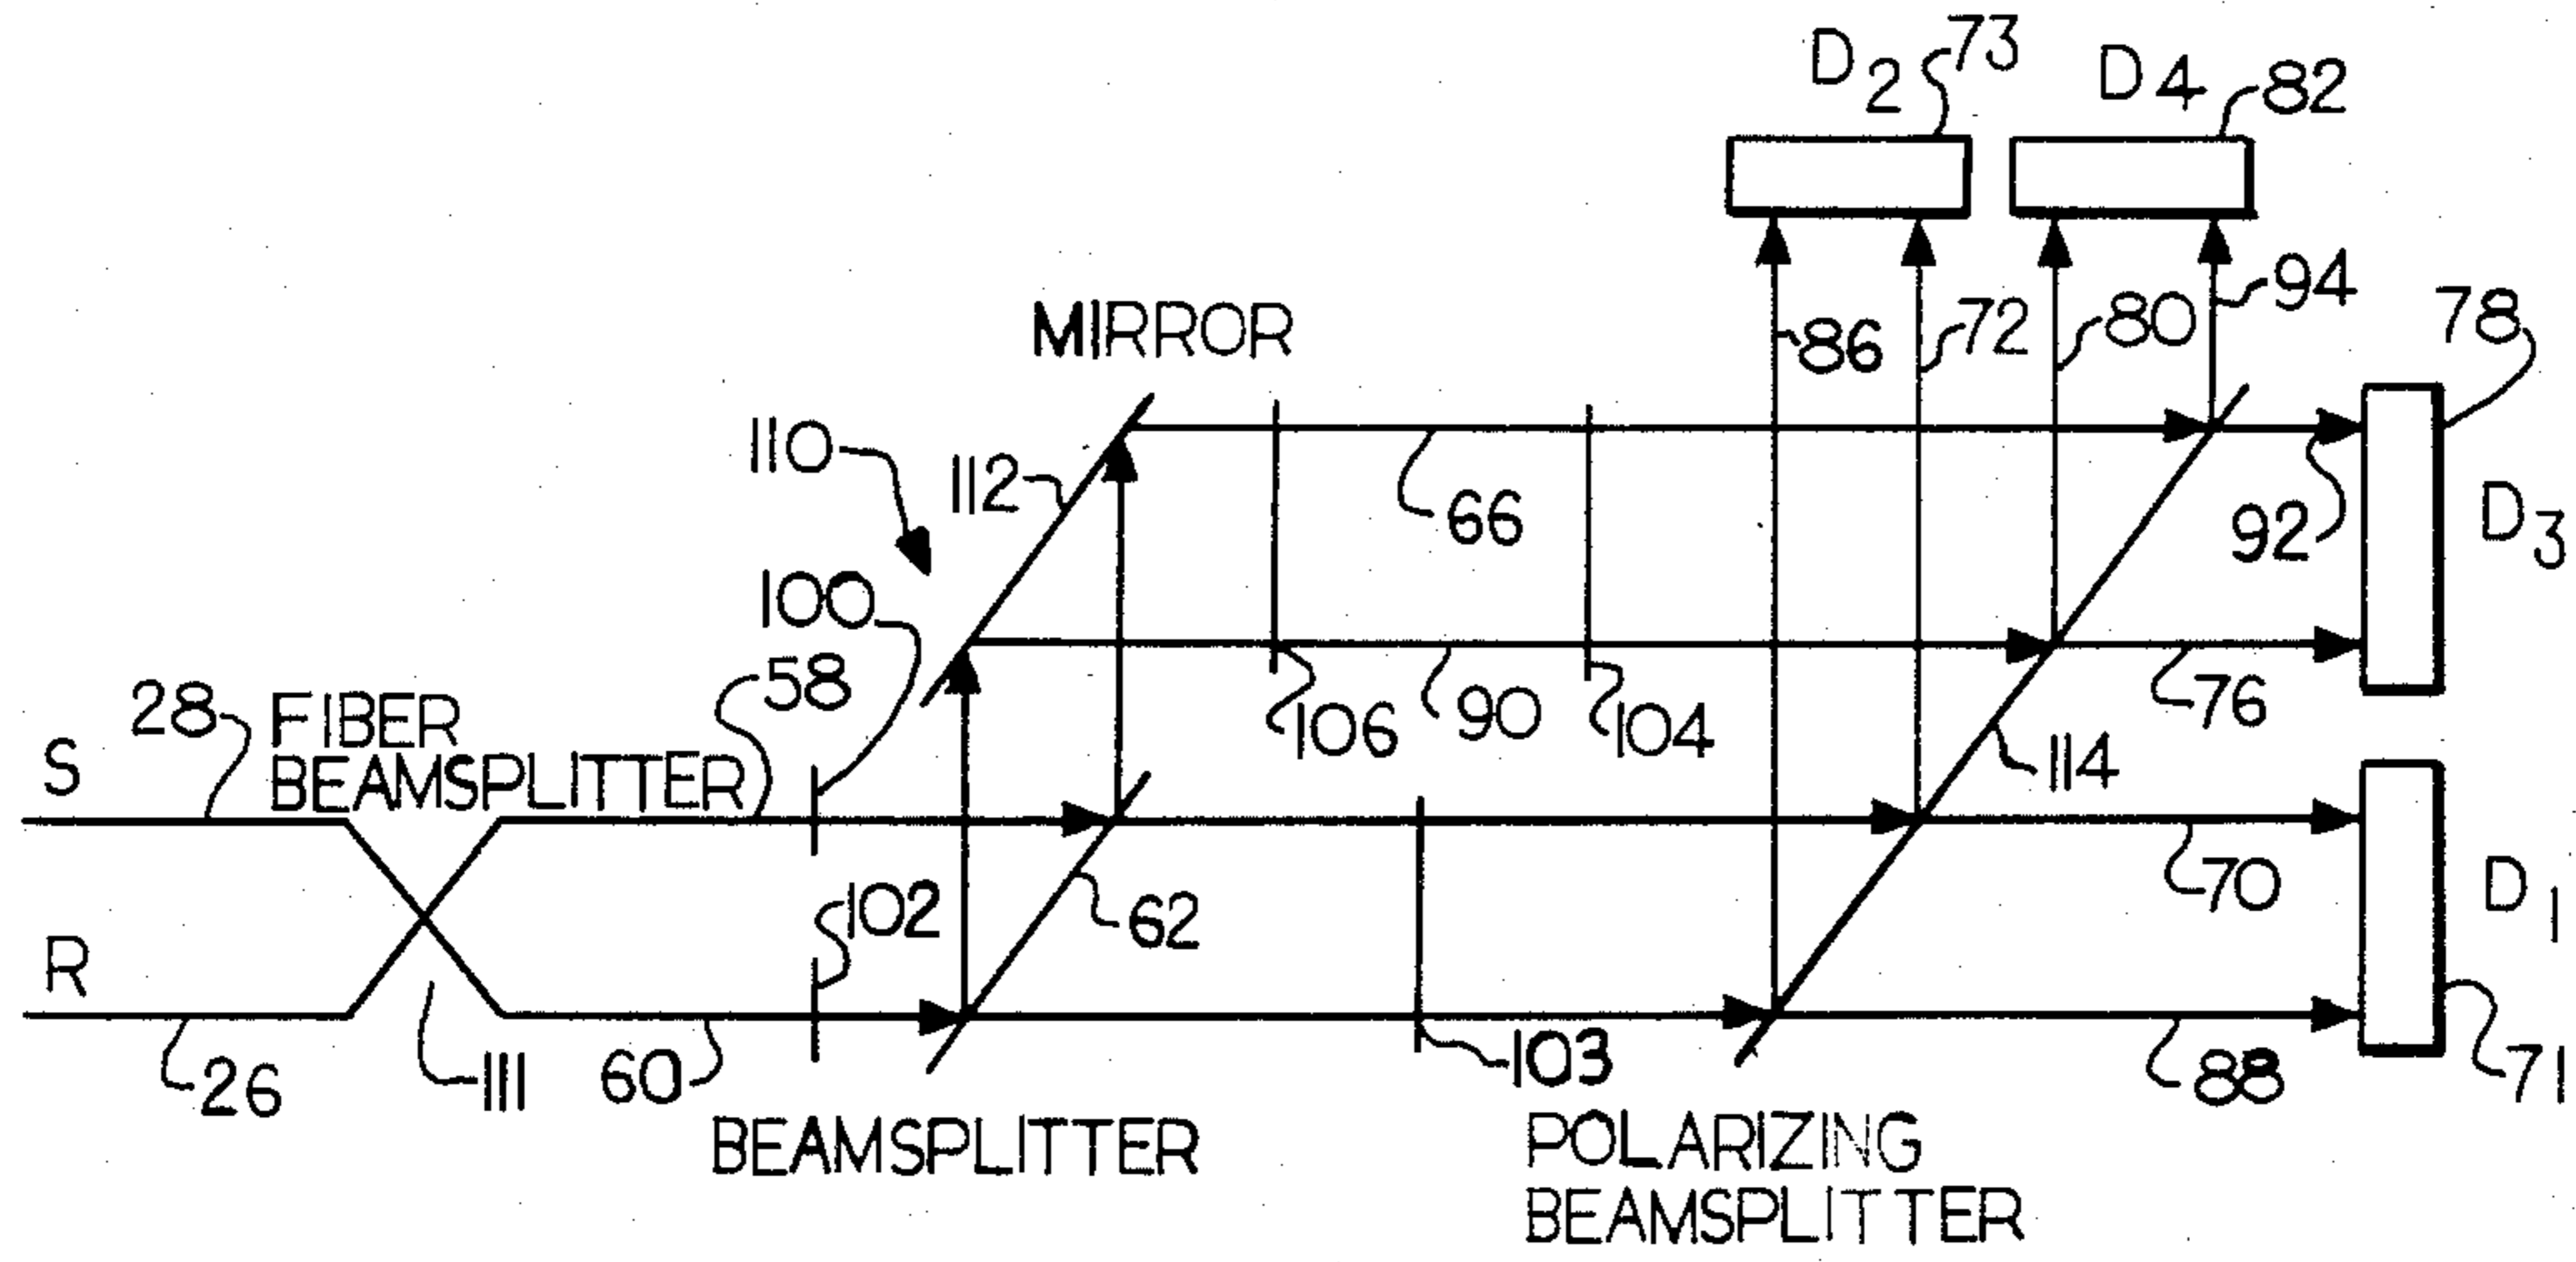 D2 73
D4 82
MIRROR
86
72
80
94
78
110
112
66
92
D3
100
28
FIBER
BEAMSPLITTER
58
S
106
90
104
76
114
102
62
70
D1
R
26
111
60
103
88
71
BEAMSPLITTER
POLARIZING
BEAMSPLITTER